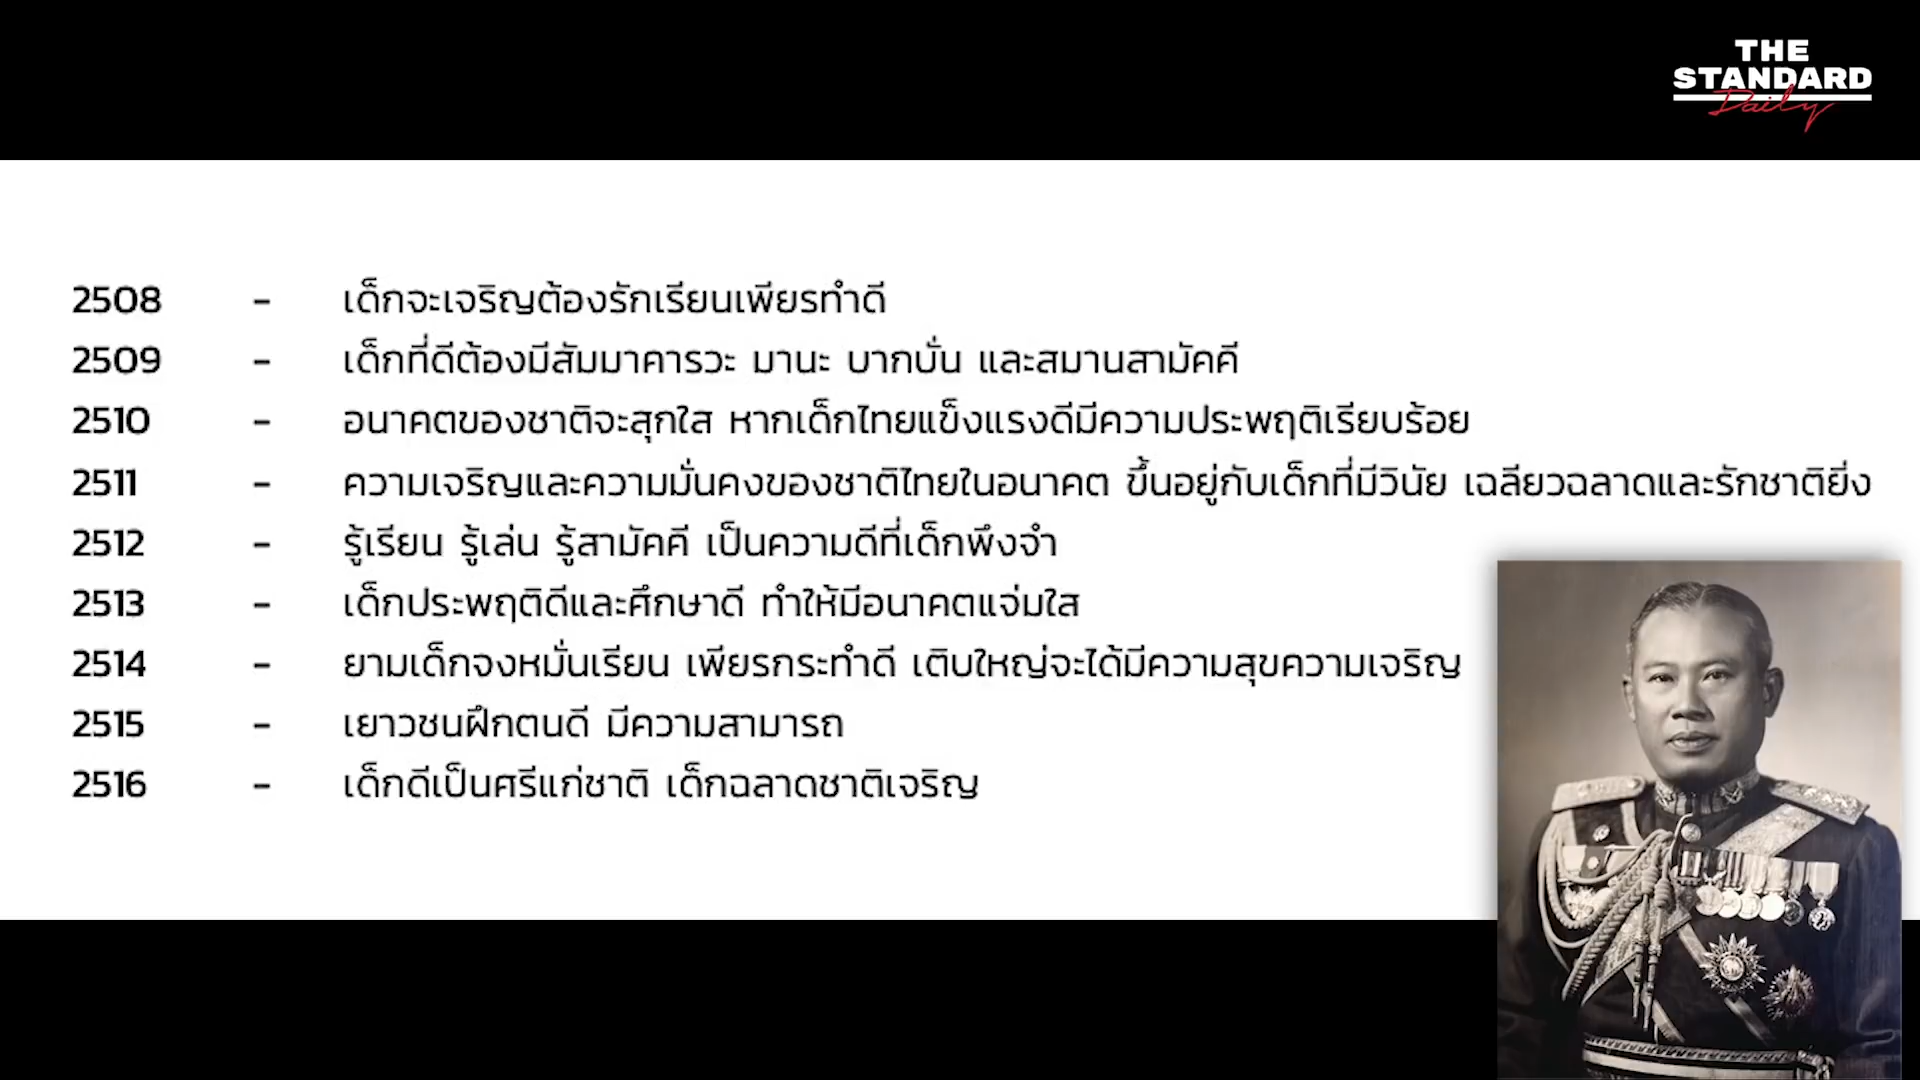 THE
STANDARD
Daily
2508 - เด็กจะเจริญต้องรักเรียนเพียรทำดี
2509 - เด็กที่ดีต้องมีสัมมาคารวะ มานะ บากบั่น และสมานสามัคคี
2510 - อนาคตของชาติจะสุกใส หากเด็กไทยแข็งแรงดีมีความประพฤติเรียบร้อย
2511 - ความเจริญและความมั่นคงของชาติไทยในอนาคต ขึ้นอยู่กับเด็กที่มีวินัย เฉลียวฉลาดและรักชาติยิ่ง
2512 - รู้เรียน รู้เล่น รู้สามัคคี เป็นความดีที่เด็กพึงจำ
2513 - เด็กประพฤติดีและศึกษาดี ทำให้มีอนาคตแจ่มใส
2514 - ยามเด็กจงหมั่นเรียน เพียรกระทำดี เติบใหญ่จะได้มีความสุขความเจริญ
2515 - เยาวชนฝึกตนดี มีความสามารถ
2516 - เด็กดีเป็นศรีแก่ชาติ เด็กฉลาดชาติเจริญ